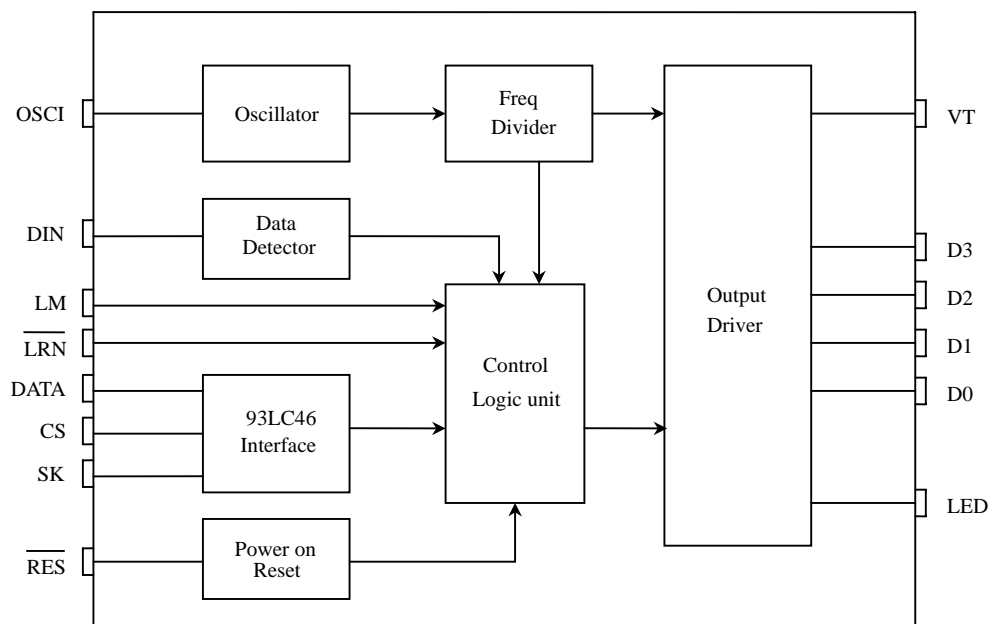 OSCI
Oscillator
Freq
Divider
VT
DIN
Data
Detector
D3
LM
Output
Driver
D2
LRN
Control
Logic unit
D1
DATA
93LC46
Interface
D0
CS
SK
LED
RES
Power on
Reset